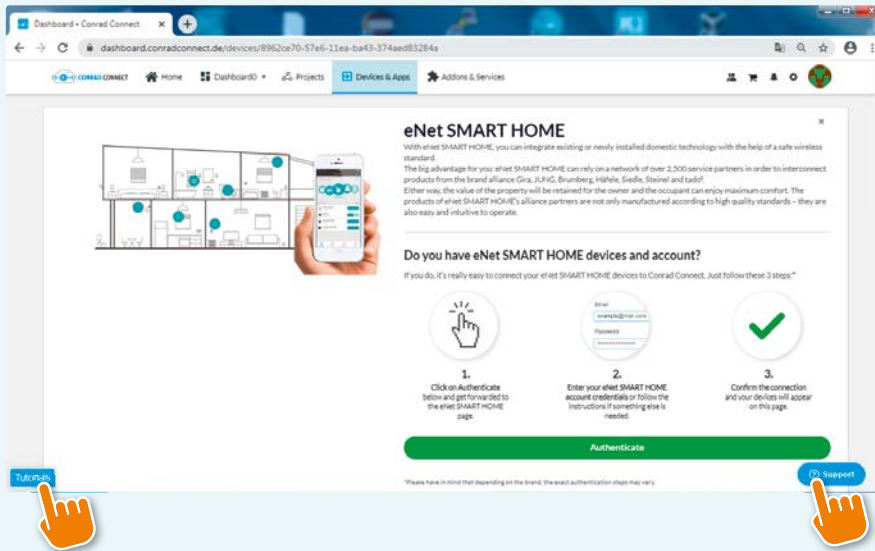 Dashboard • Conrad Connect
dashboard.conradconnect.de/devices/8962ce70-57e6-11ea-ba43-374aed83284a
CONRAD CONNECT Home Dashboard0 Projects Devices & Apps Addons & Services
eNet SMART HOME
With eNet SMART HOME, you can integrate existing or newly installed domestic technology with the help of a safe wireless
standard.
The big advantage for you: eNet SMART HOME can rely on a network of over 2,500 service partners in order to interconnect
products from the brand alliance Gira, JUNG, Brumberg, Häfele, Siedle, Steinel and tado°.
Either way, the value of the property will be retained for the owner and the occupant can enjoy maximum comfort. The
products of eNet SMART HOME's alliance partners are not only manufactured according to high quality standards – they are
also easy and intuitive to operate.
Do you have eNet SMART HOME devices and account?
If you do, it's really easy to connect your eNet SMART HOME devices to Conrad Connect. Just follow these 3 steps:*
Email
example@mail.com
Password
1.
Click on Authenticate
below and get forwarded to
the eNet SMART HOME
page.
2.
Enter your eNet SMART HOME
account credentials or follow the
instructions if something else is
needed.
3.
Confirm the connection
and your devices will appear
on this page.
Authenticate
*Please have in mind that depending on the brand, the exact authentication steps may vary.
Tutorials
Support